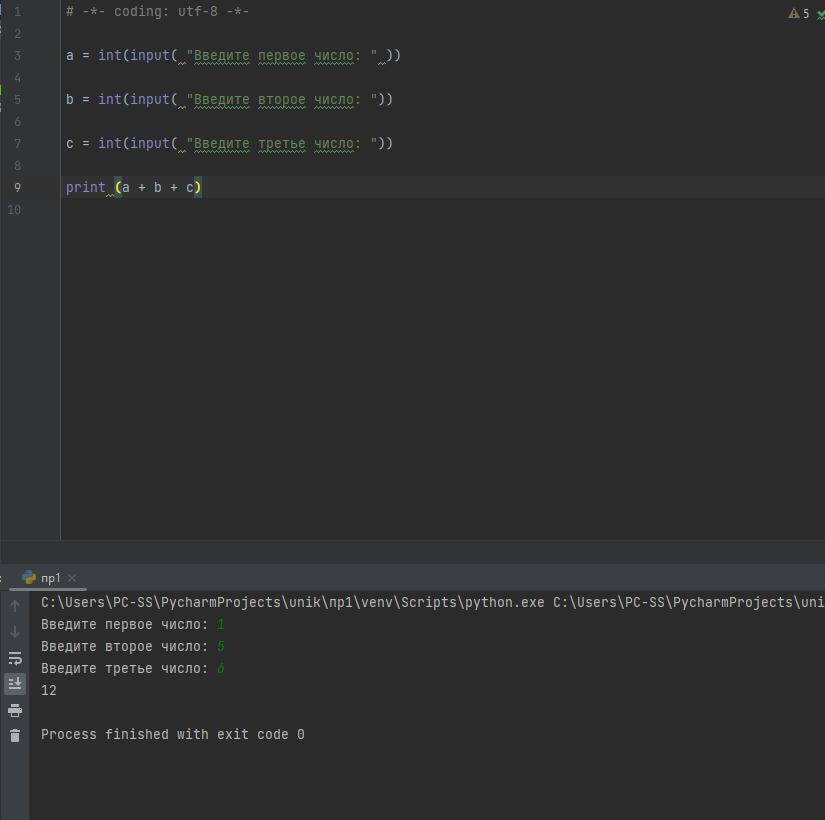 1 # -*- coding: utf-8 -*- 5
2
3 a = int(input( "Введите первое число: " ))
4
5 b = int(input( "Введите второе число: "))
6
7 c = int(input( "Введите третье число: "))
8
9 print (a + b + c)
10
пр1
C:\Users\PC-SS\PycharmProjects\unik\пр1\venv\Scripts\python.exe C:\Users\PC-SS\PycharmProjects\uni
Введите первое число: 1
Введите второе число: 5
Введите третье число: 6
12
Process finished with exit code 0